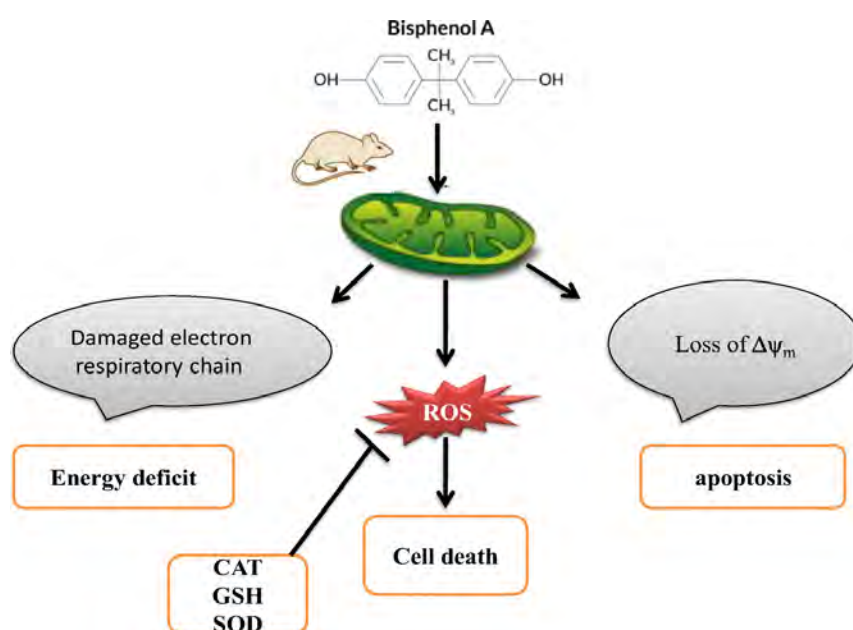 Bisphenol A
CH₃
OH
OH
CH₃
Damaged electron
respiratory chain
Loss of Δψₘ
ROS
Energy deficit
apoptosis
Cell death
CAT
GSH
SOD